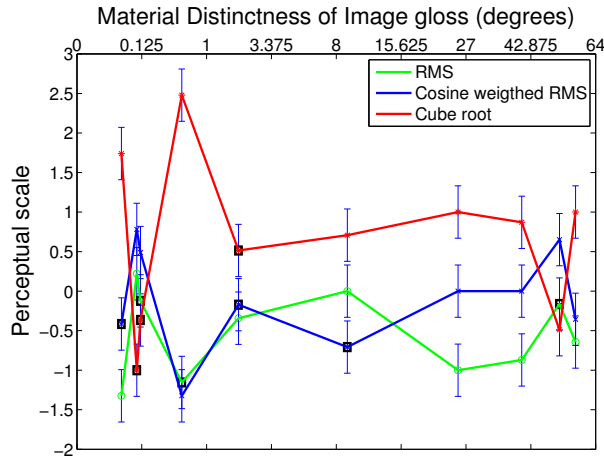 Material Distinctness of Image gloss (degrees)
0 0.125 1 3.375 8 15.625 27 42.875 64
3
2.5
2
1.5
1
0.5
0
−0.5
−1
−1.5
−2
Perceptual scale
RMS
Cosine weigthed RMS
Cube root